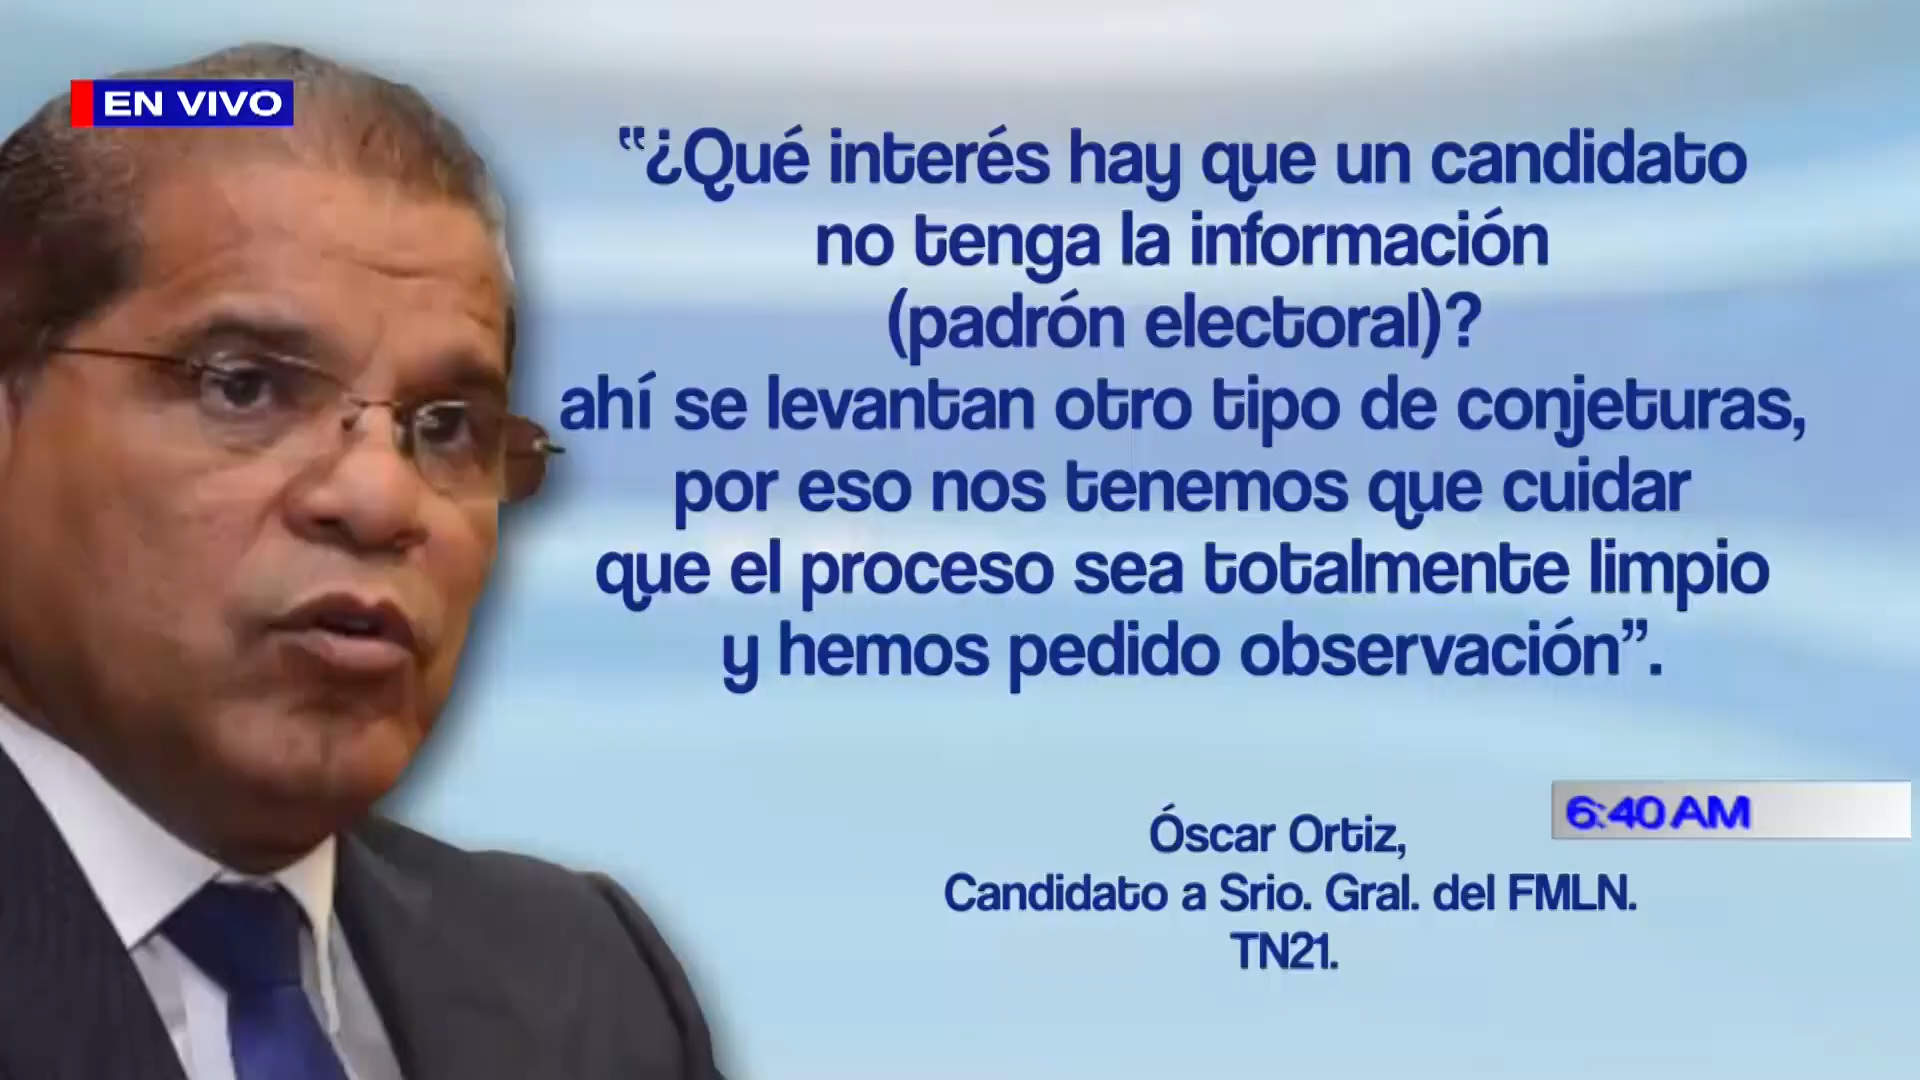 EN VIVO
“¿Qué interés hay que un candidato
no tenga la información
(padrón electoral)?
ahí se levantan otro tipo de conjeturas,
por eso nos tenemos que cuidar
que el proceso sea totalmente limpio
y hemos pedido observación”.
6:40 AM
Óscar Ortiz,
Candidato a Srio. Gral. del FMLN.
TN21.